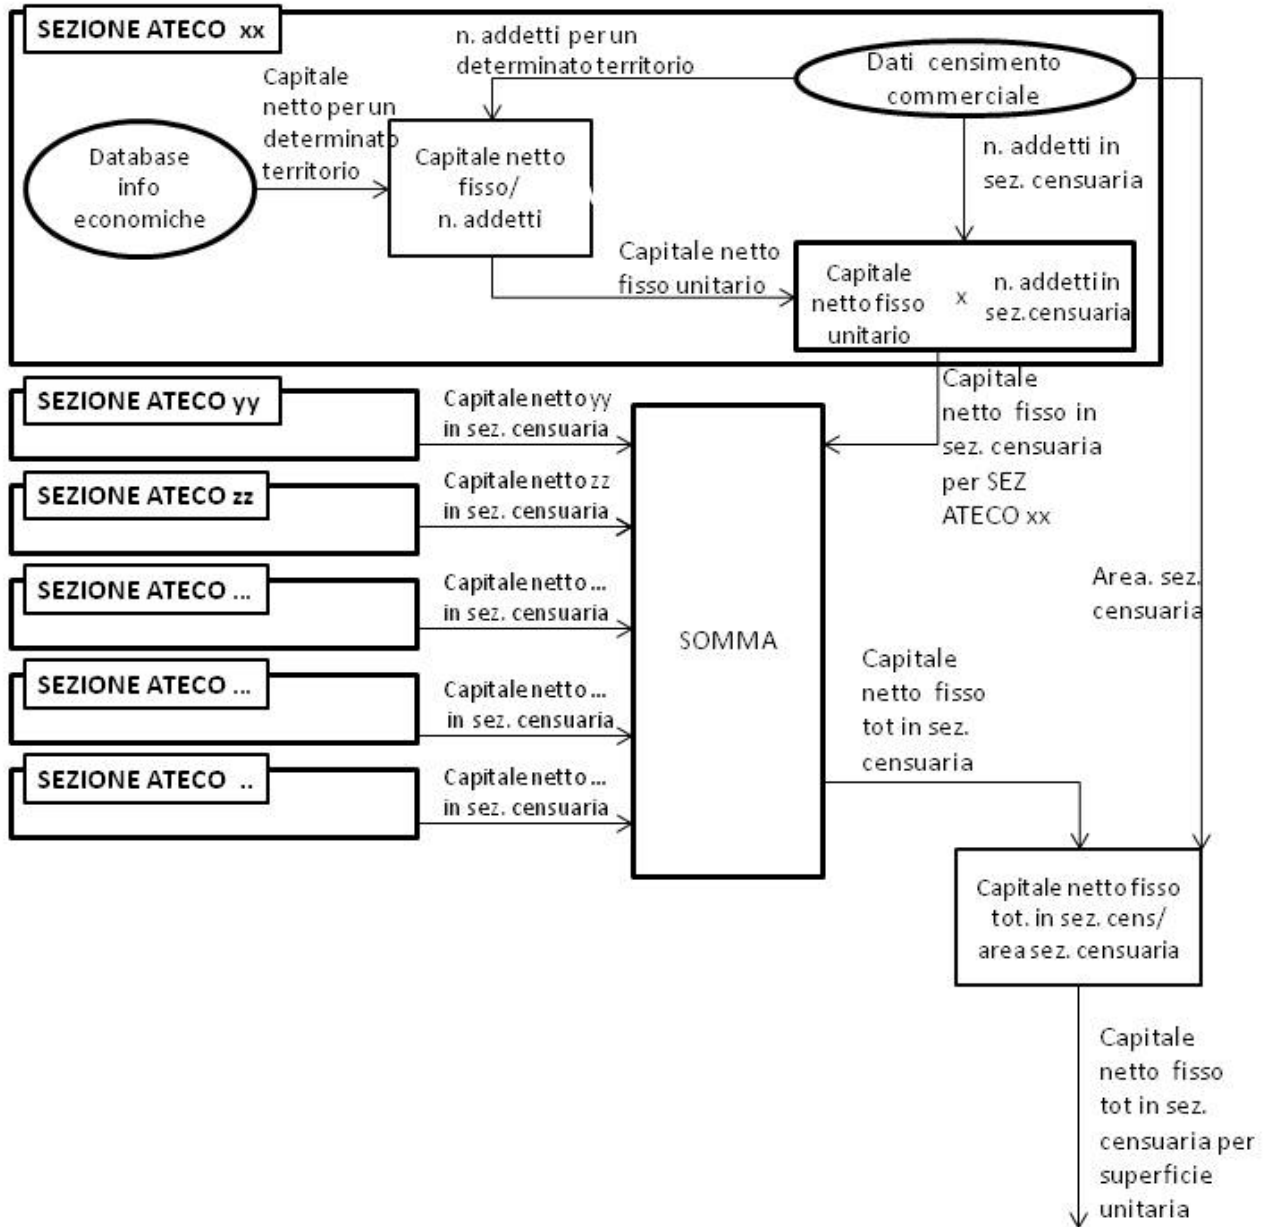 SEZIONE ATECO xx
n. addetti per un
determinato territorio
Dati censimento
commerciale
Capitale
netto per un
determinato
territorio
Database
info
economiche
Capitale netto
fisso/
n. addetti
n. addetti in
sez. censuaria
Capitale netto
fisso unitario
Capitale
netto fisso
unitario
x
n. addetti in
sez.censuaria
SEZIONE ATECO yy
Capitale netto yy
in sez. censuaria
Capitale
netto fisso in
sez. censuaria
per SEZ
ATECO xx
SEZIONE ATECO zz
Capitale netto zz
in sez. censuaria
SEZIONE ATECO ...
Capitale netto ...
in sez. censuaria
Area. sez.
censuaria
SOMMA
SEZIONE ATECO ...
Capitale netto ...
in sez. censuaria
Capitale
netto fisso
tot in sez.
censuaria
SEZIONE ATECO ..
Capitale netto ...
in sez. censuaria
Capitale netto fisso
tot. in sez. cens/
area sez. censuaria
Capitale
netto fisso
tot in sez.
censuaria per
superficie
unitaria